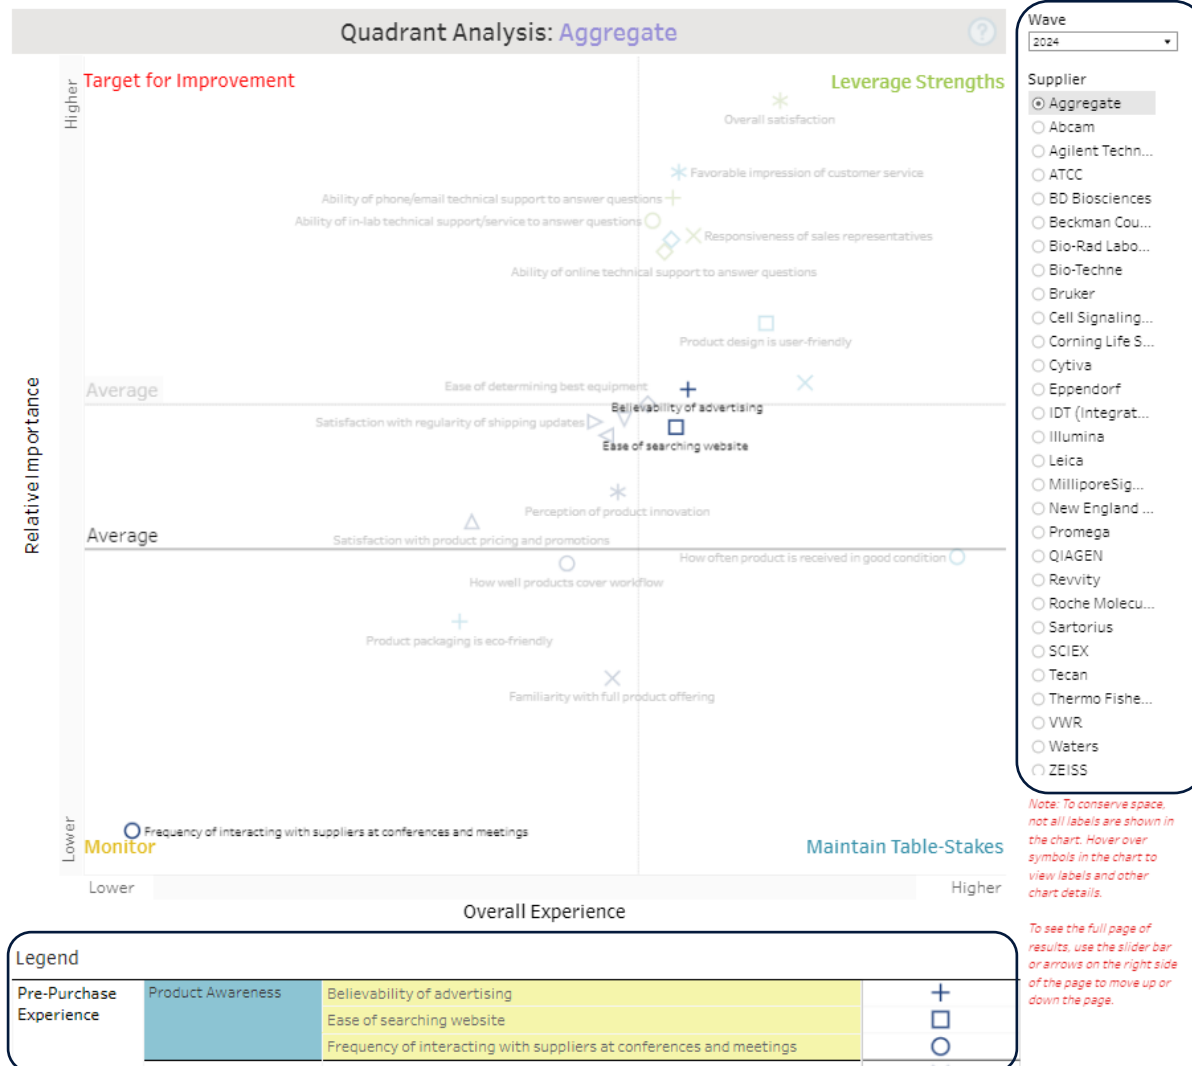 Quadrant Analysis: Aggregate
?
Target for Improvement
Leverage Strengths
Higher
Overall satisfaction
Favorable impression of customer service
Ability of phone/email technical support to answer questions
Ability of in-lab technical support/service to answer questions
Responsiveness of sales representatives
Ability of online technical support to answer questions
Product design is user-friendly
Average
Ease of determining best equipment
Believability of advertising
Satisfaction with regularity of shipping updates
Ease of searching website
Perception of product innovation
Average
Satisfaction with product pricing and promotions
How often product is received in good condition
How well products cover workflow
Product packaging is eco-friendly
Familiarity with full product offering
Relative Importance
Frequency of interacting with suppliers at conferences and meetings
Lower
Monitor
Maintain Table-Stakes
Lower
Higher
Overall Experience
Wave
2024
Supplier
Aggregate
Abcam
Agilent Techn...
ATCC
BD Biosciences
Beckman Cou...
Bio-Rad Labo...
Bio-Techne
Bruker
Cell Signaling...
Corning Life S...
Cytiva
Eppendorf
IDT (Integrat...
Illumina
Leica
MilliporeSig...
New England ...
Promega
QIAGEN
Revvity
Roche Molecu...
Sartorius
SCIEX
Tecan
Thermo Fishe...
VWR
Waters
ZEISS
Note: To conserve space,
not all labels are shown in
the chart. Hover over
symbols in the chart to
view labels and other
chart details.
To see the full page of
results, use the slider bar
or arrows on the right side
of the page to move up or
down the page.
Legend
Pre-Purchase
Experience
Product Awareness
Believability of advertising
Ease of searching website
Frequency of interacting with suppliers at conferences and meetings